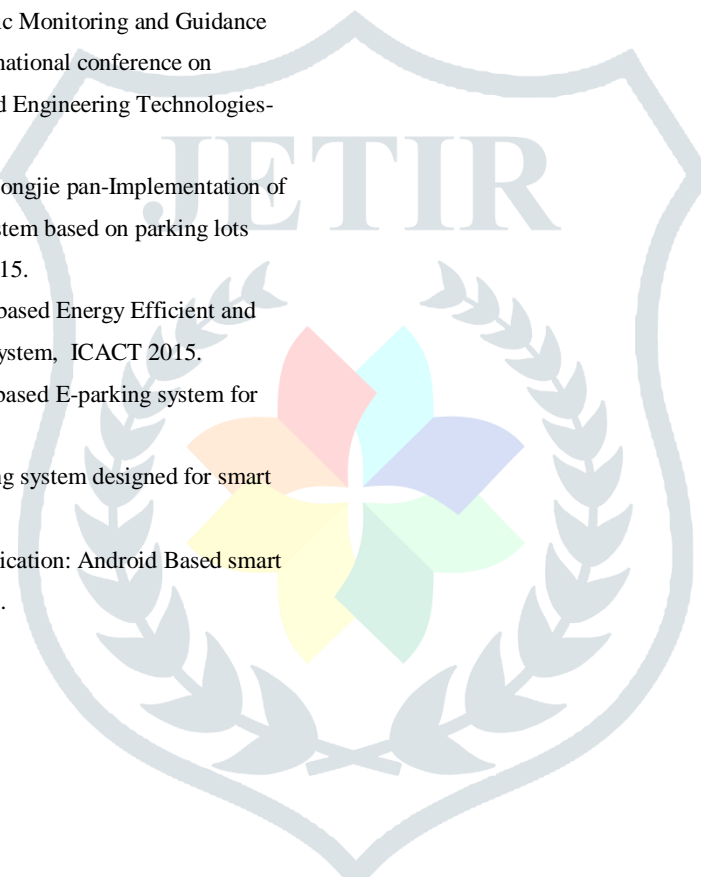 ic Monitoring and Guidance
national conference on
d Engineering Technologies-
JETIR
ongjie pan-Implementation of
stem based on parking lots
15.
based Energy Efficient and
ystem, ICACT 2015.
based E-parking system for
ng system designed for smart
ication: Android Based smart
.